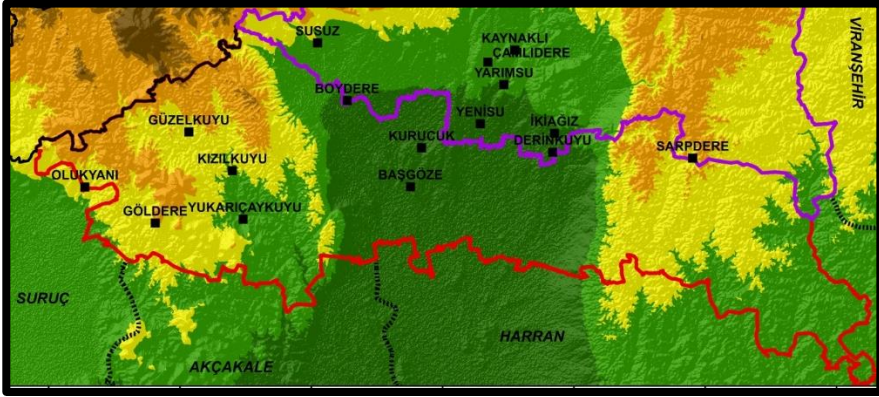 SUSUZ
KAYNAKLI
ÇAMLIDERE
YARIMSU
VİRANŞEHİR
BOYDERE
GÜZELKUYU
YENİSU
İKİAĞIZ
KURUCUK
DERİNKUYU
SARPDERE
KIZILKUYU
OLUKYANI
BAŞGÖZE
GÖLDERE
YUKARIÇAYKUYU
SURUÇ
HARRAN
AKÇAKALE